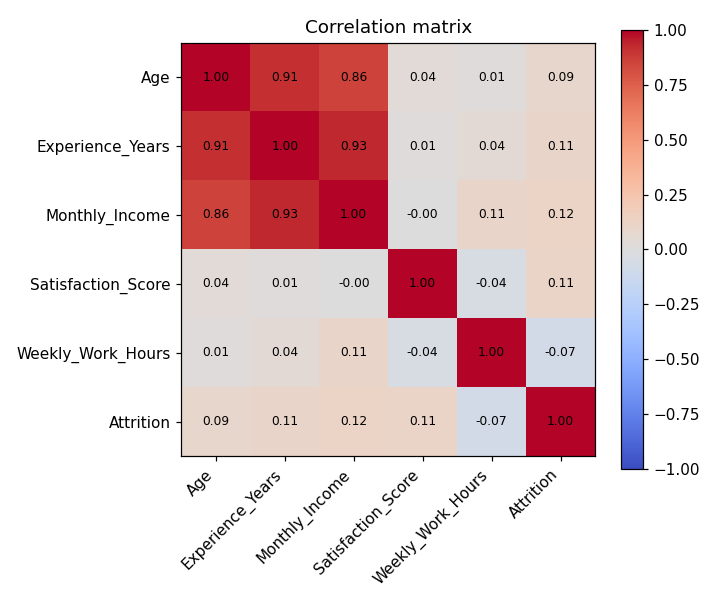 Correlation matrix
Age 1.00 0.91 0.86 0.04 0.01 0.09
Experience_Years 0.91 1.00 0.93 0.01 0.04 0.11
Monthly_Income 0.86 0.93 1.00 -0.00 0.11 0.12
Satisfaction_Score 0.04 0.01 -0.00 1.00 -0.04 0.11
Weekly_Work_Hours 0.01 0.04 0.11 -0.04 1.00 -0.07
Attrition 0.09 0.11 0.12 0.11 -0.07 1.00
Age
Experience_Years
Monthly_Income
Satisfaction_Score
Weekly_Work_Hours
Attrition
1.00
0.75
0.50
0.25
0.00
−0.25
−0.50
−0.75
−1.00